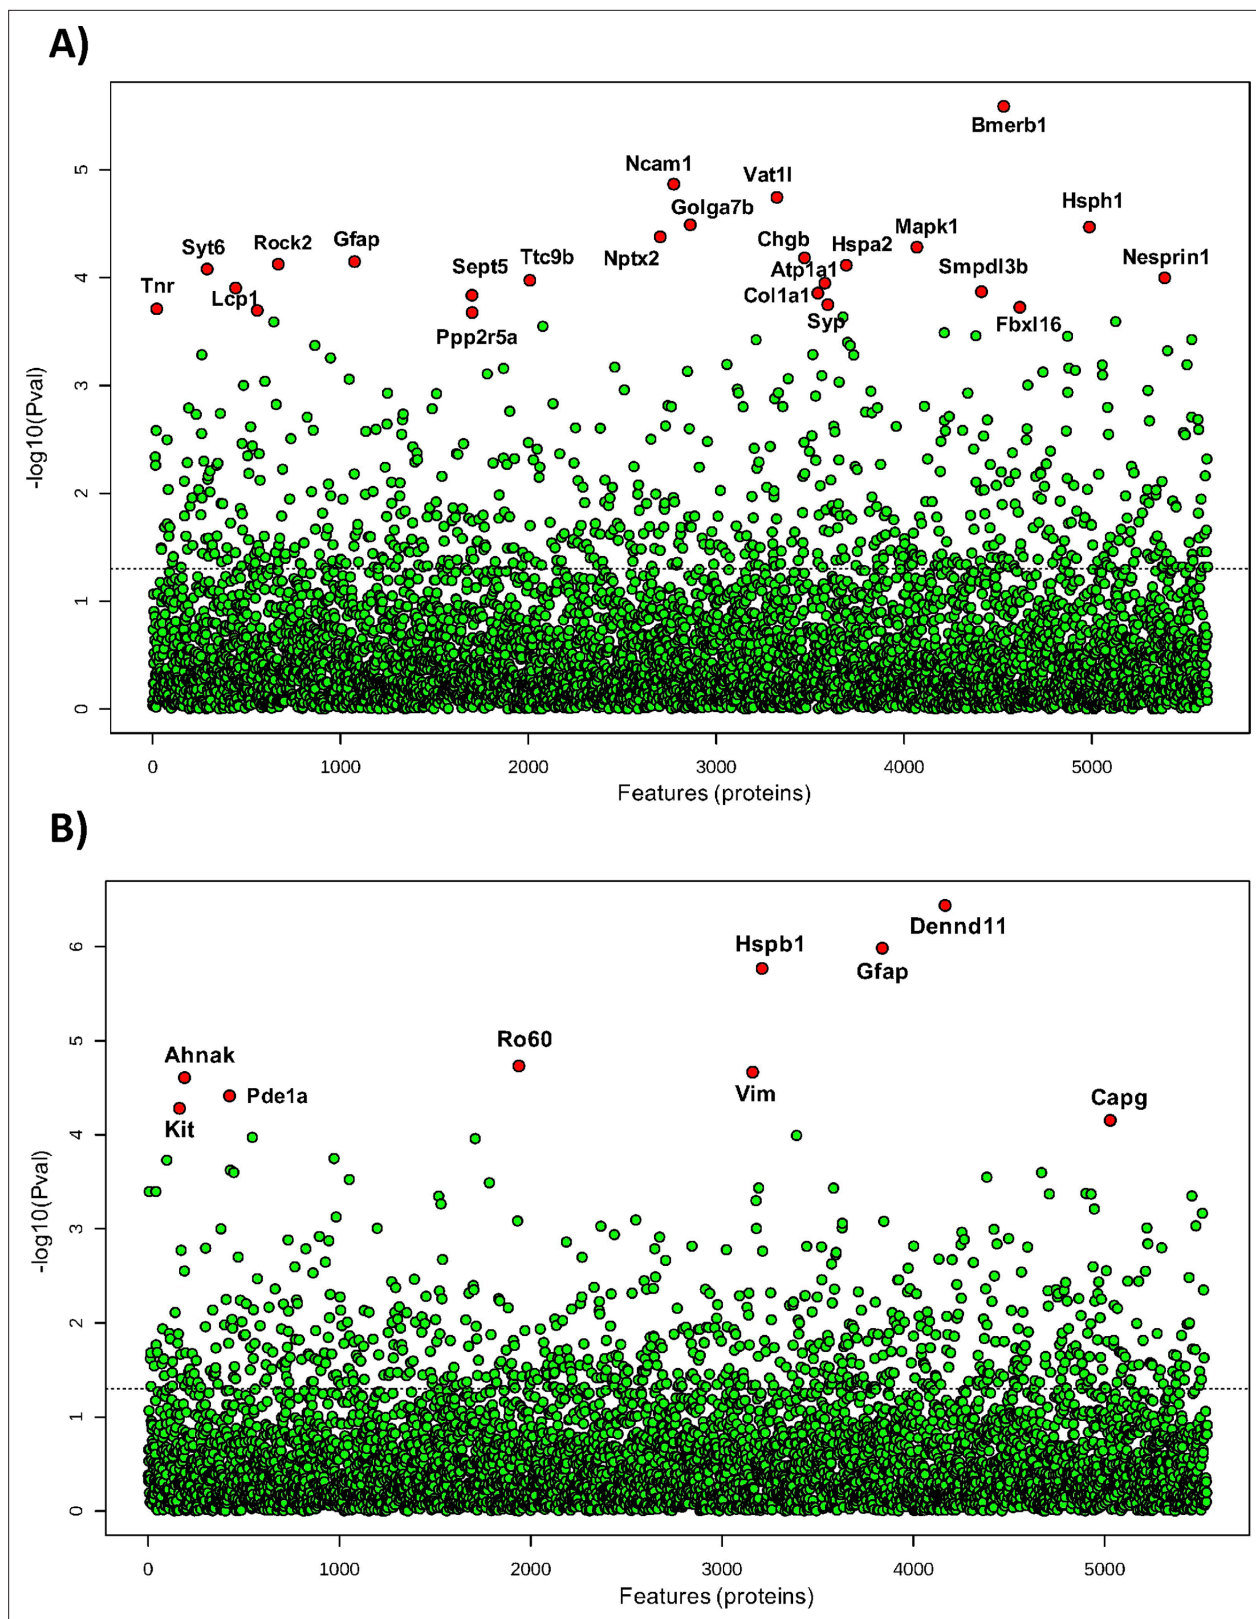 A)
Bmerb1
Ncam1
Vat1l
Golga7b
Hsph1
Mapk1
Gfap
Rock2
Syt6
Chgb
Hspa2
Nptx2
Ttc9b
Sept5
Atp1a1
Smpdl3b
Nesprin1
Tnr
Lcp1
Col1a1
Syp
Fbxl16
Ppp2r5a
-log10(Pval)
5
4
3
2
1
0
0 1000 2000 3000 4000 5000
Features (proteins)
B)
Dennd11
Hspb1
Gfap
Ro60
Ahnak
Pde1a
Vim
Capg
Kit
-log10(Pval)
6
5
4
3
2
1
0
0 1000 2000 3000 4000 5000
Features (proteins)